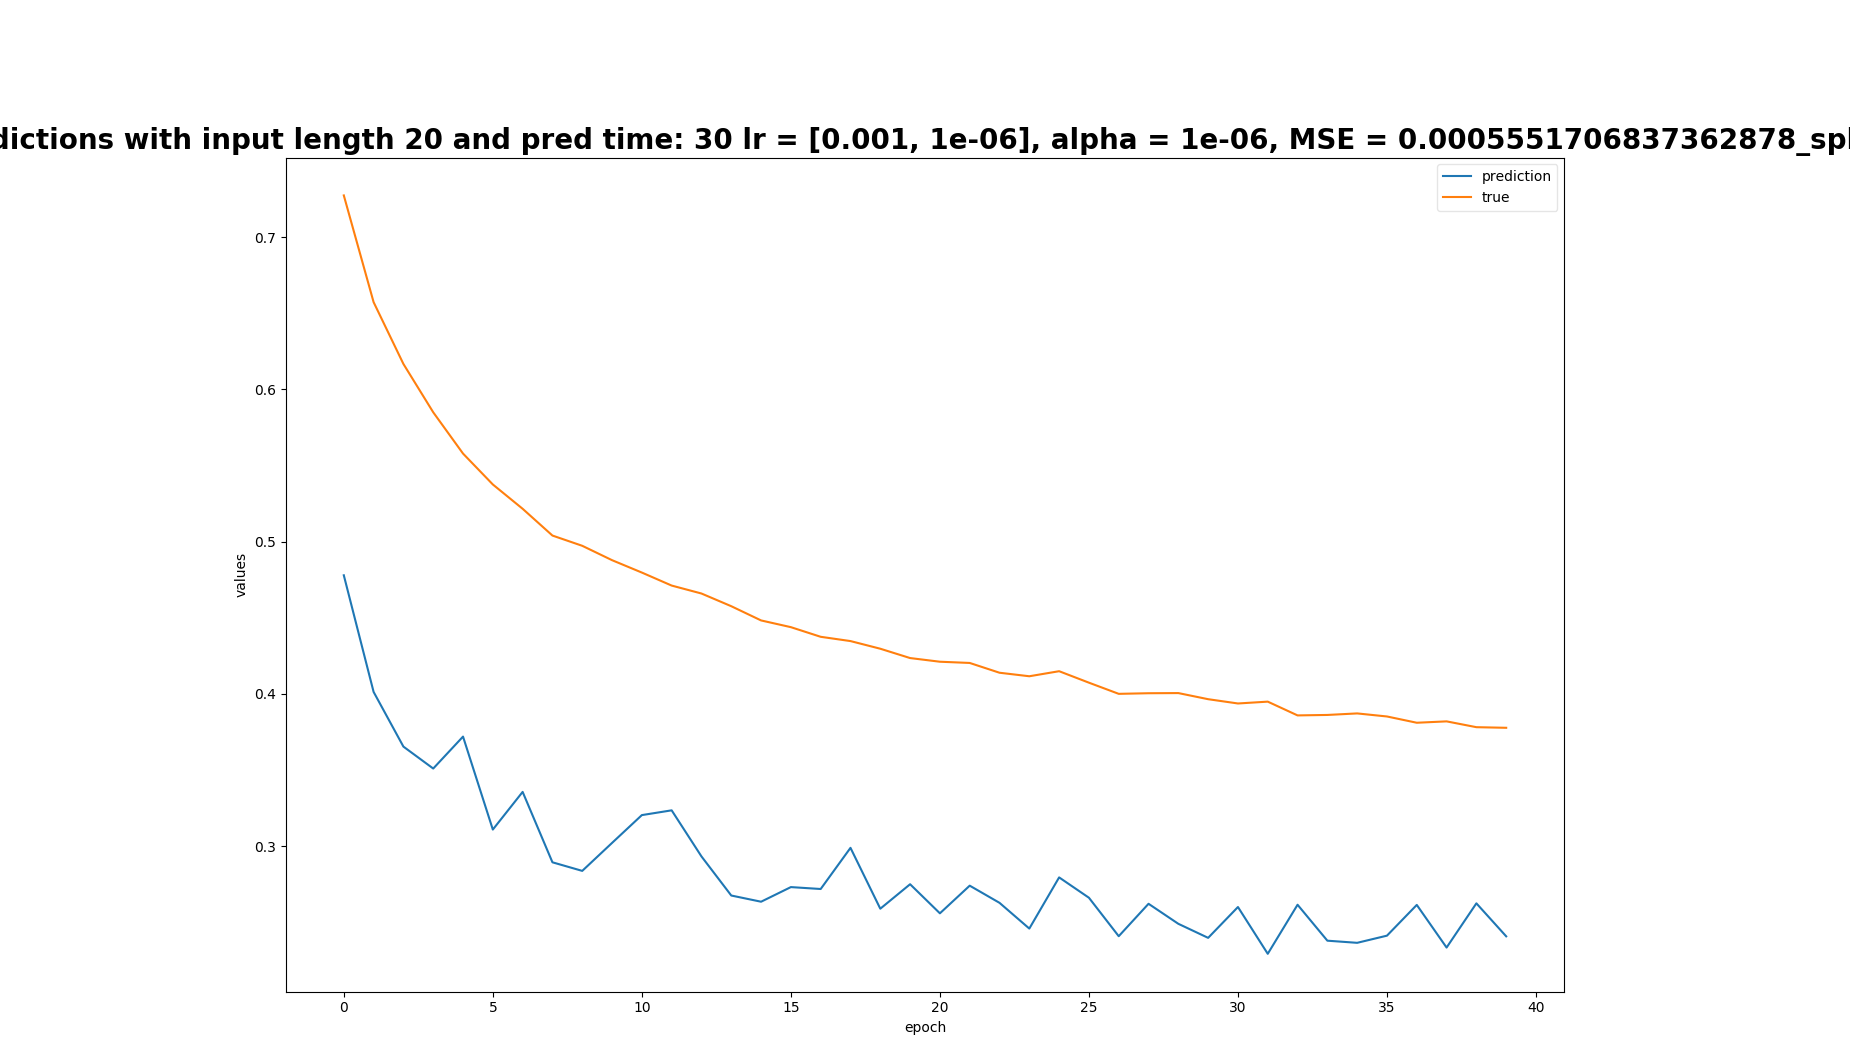 dictions with input length 20 and pred time: 30 lr = [0.001, 1e-06], alpha = 1e-06, MSE = 0.0005551706837362878_spl
prediction
true
0.7
0.6
0.5
0.4
0.3
values
0
5
10
15
20
25
30
35
40
epoch